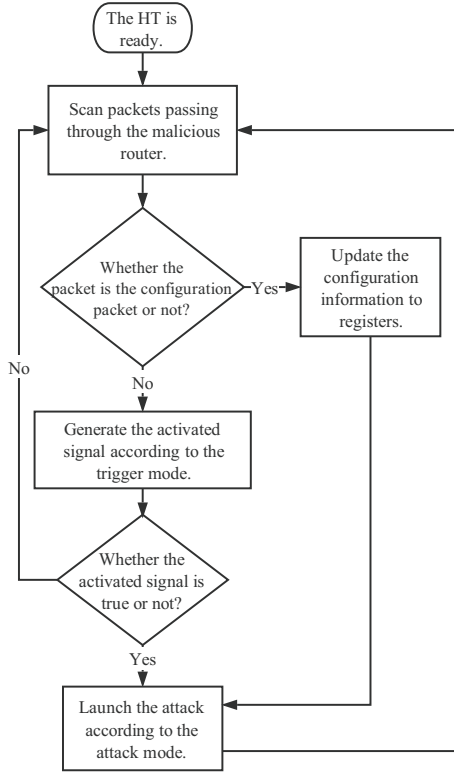 The HT is
ready.
Scan packets passing
through the malicious
router.
Whether the
packet is the configuration
packet or not?
Yes
Update the
configuration
information to
registers.
No
No
Generate the activated
signal according to the
trigger mode.
Whether the
activated signal is
true or not?
Yes
Launch the attack
according to the
attack mode.